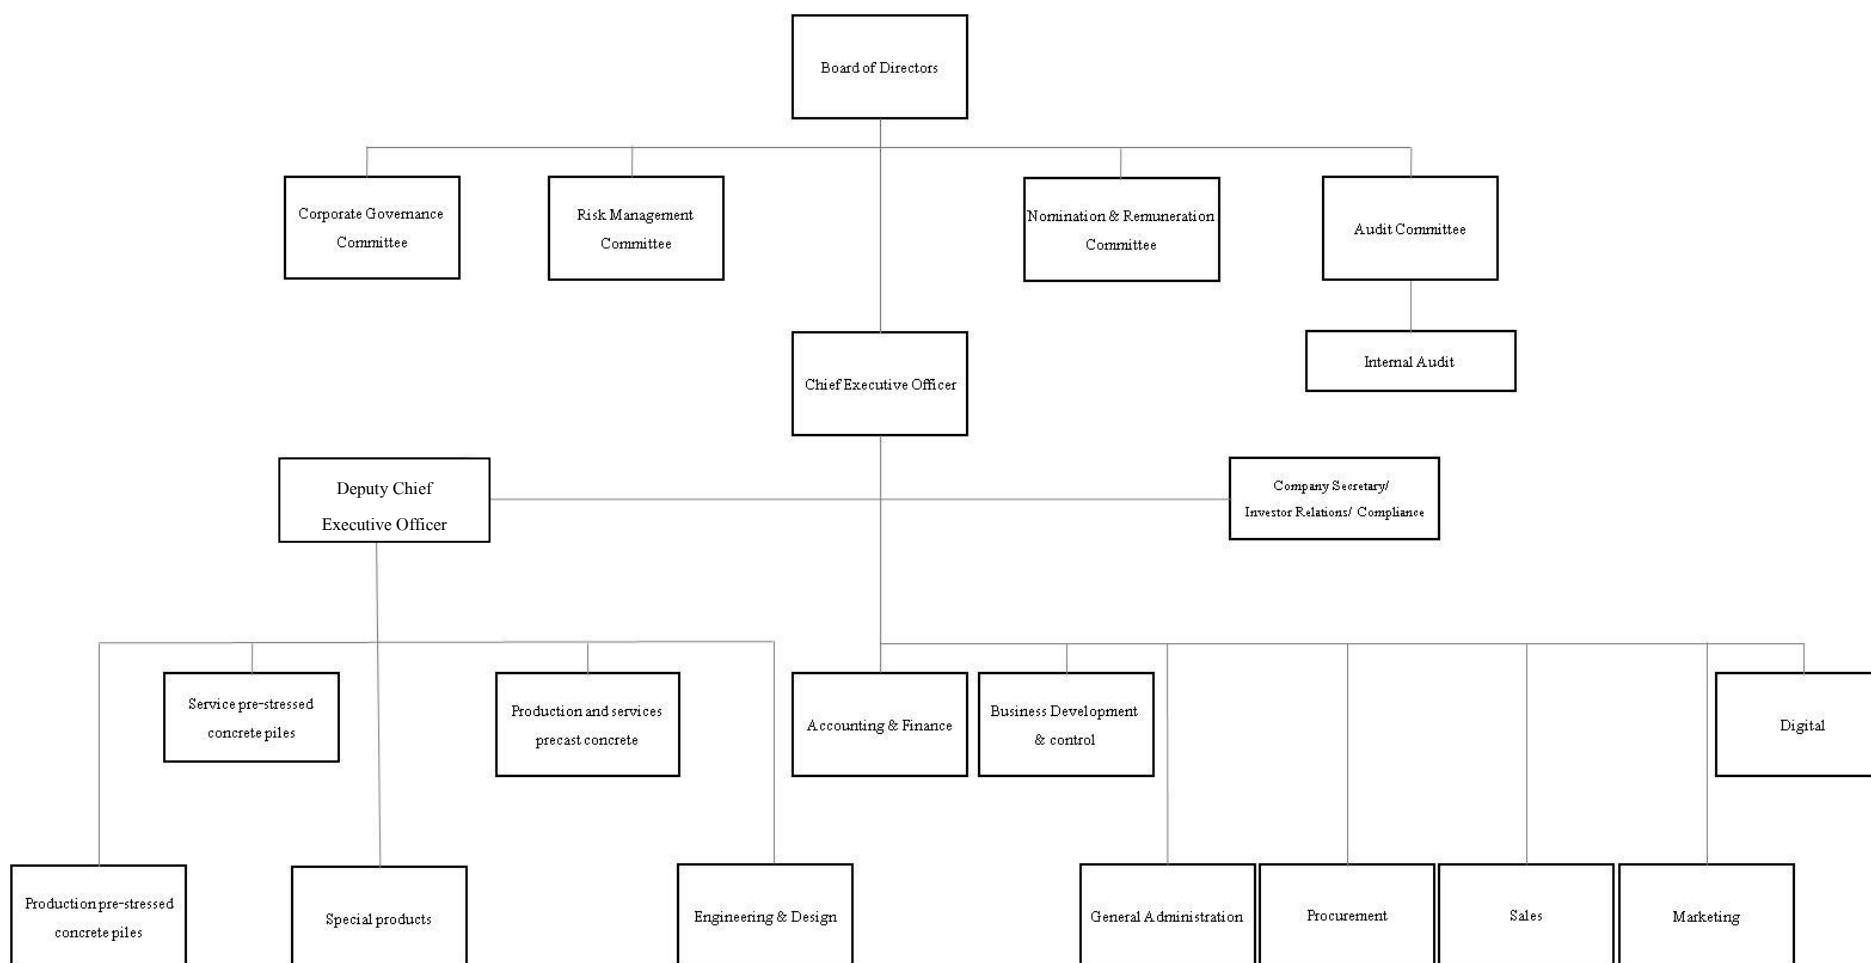 Board of Directors
Corporate Governance
Committee
Risk Management
Committee
Nomination & Remuneration
Committee
Audit Committee
Internal Audit
Chief Executive Officer
Deputy Chief
Executive Officer
Company Secretary/
Investor Relations/ Compliance
Service pre-stressed
concrete piles
Production and services
precast concrete
Accounting & Finance
Business Development
& control
Digital
Production pre-stressed
concrete piles
Special products
Engineering & Design
General Administration
Procurement
Sales
Marketing